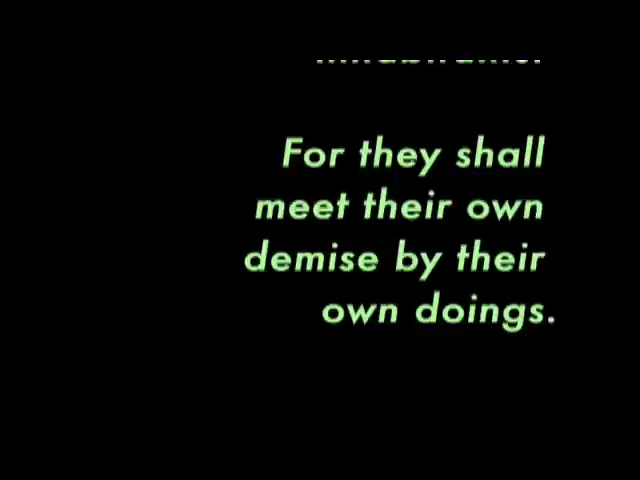 For they shall
meet their own
demise by their
own doings.